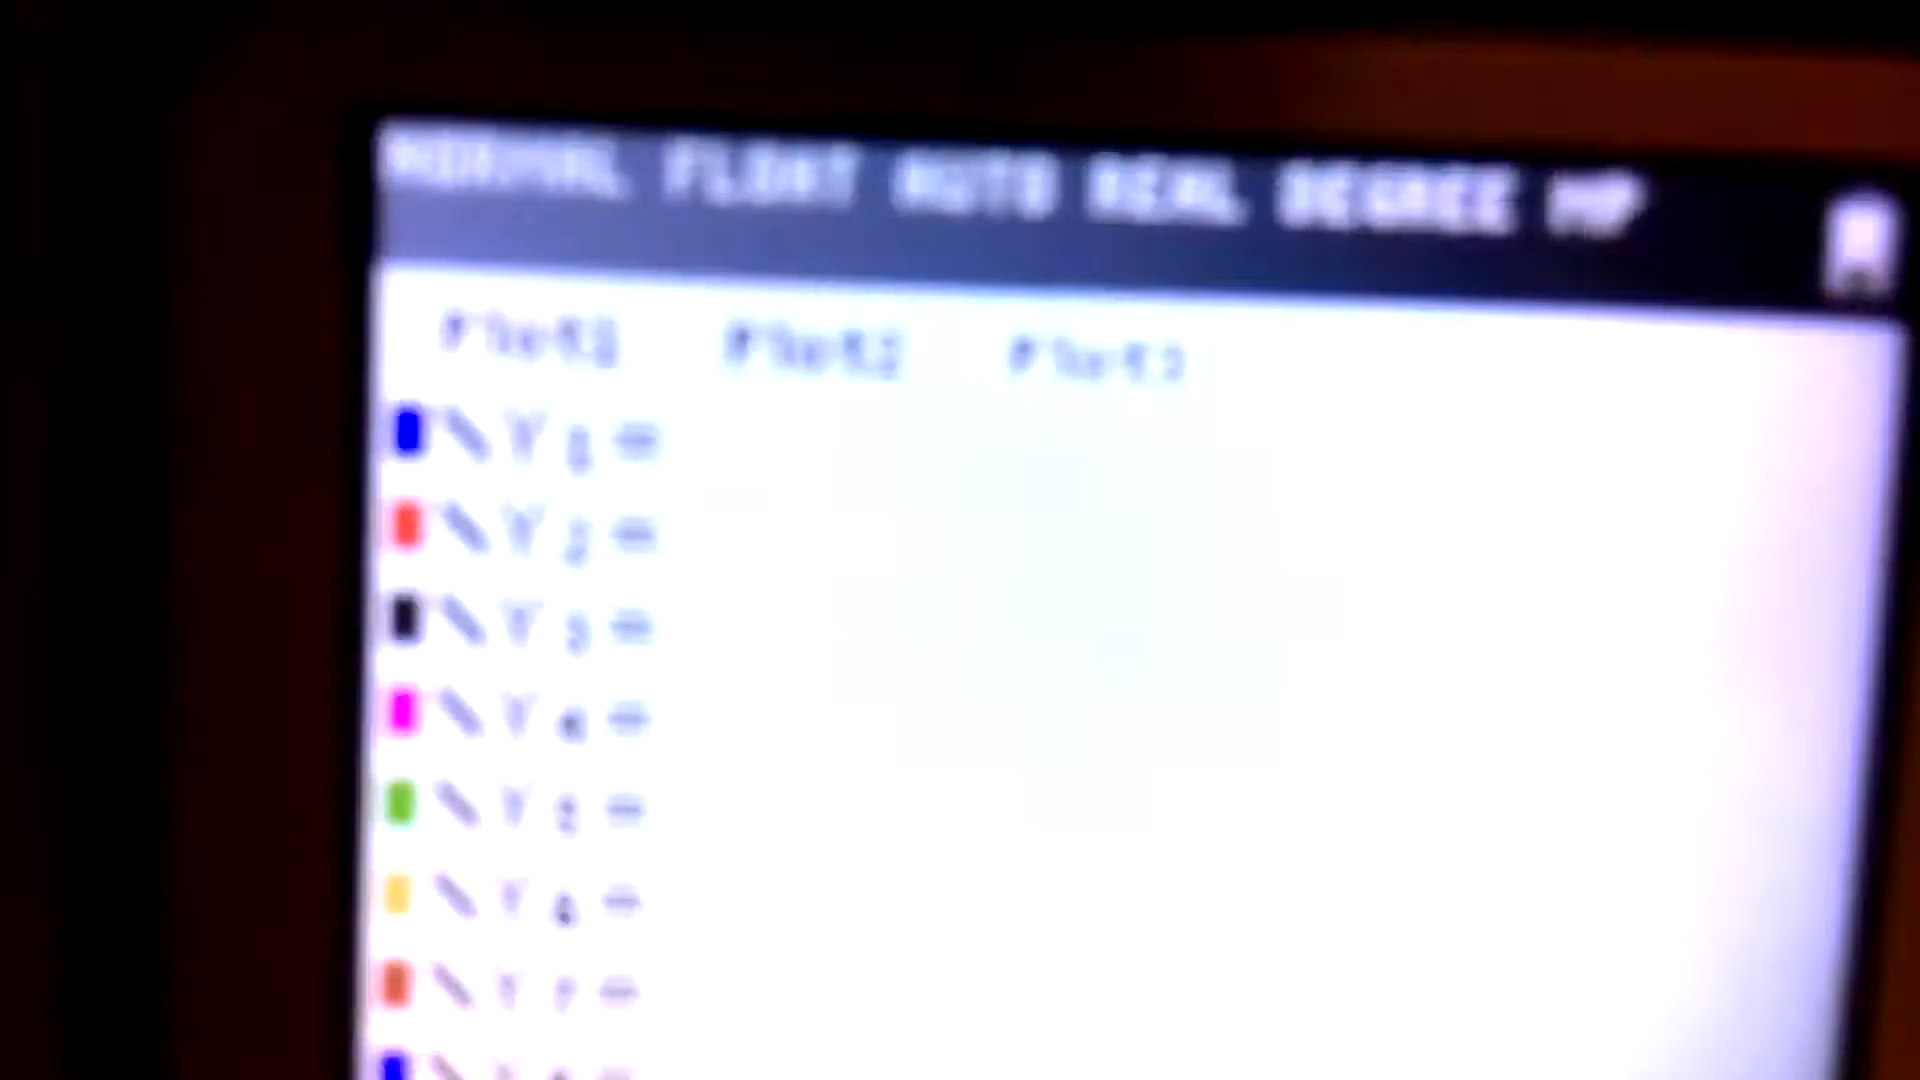 NORMAL FLOAT AUTO REAL DEGREE MP
Plot1 Plot2 Plot3
\Y1=
\Y2=
\Y3=
\Y4=
\Y5=
\Y6=
\Y7=